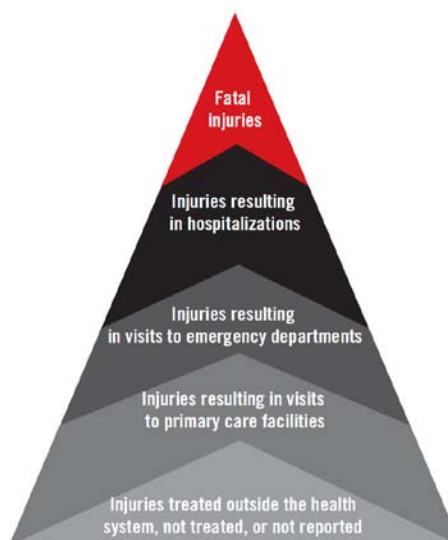 Fatal
injuries
Injuries resulting
in hospitalizations
Injuries resulting
in visits to emergency departments
Injuries resulting in visits
to primary care facilities
Injuries treated outside the health
system, not treated, or not reported